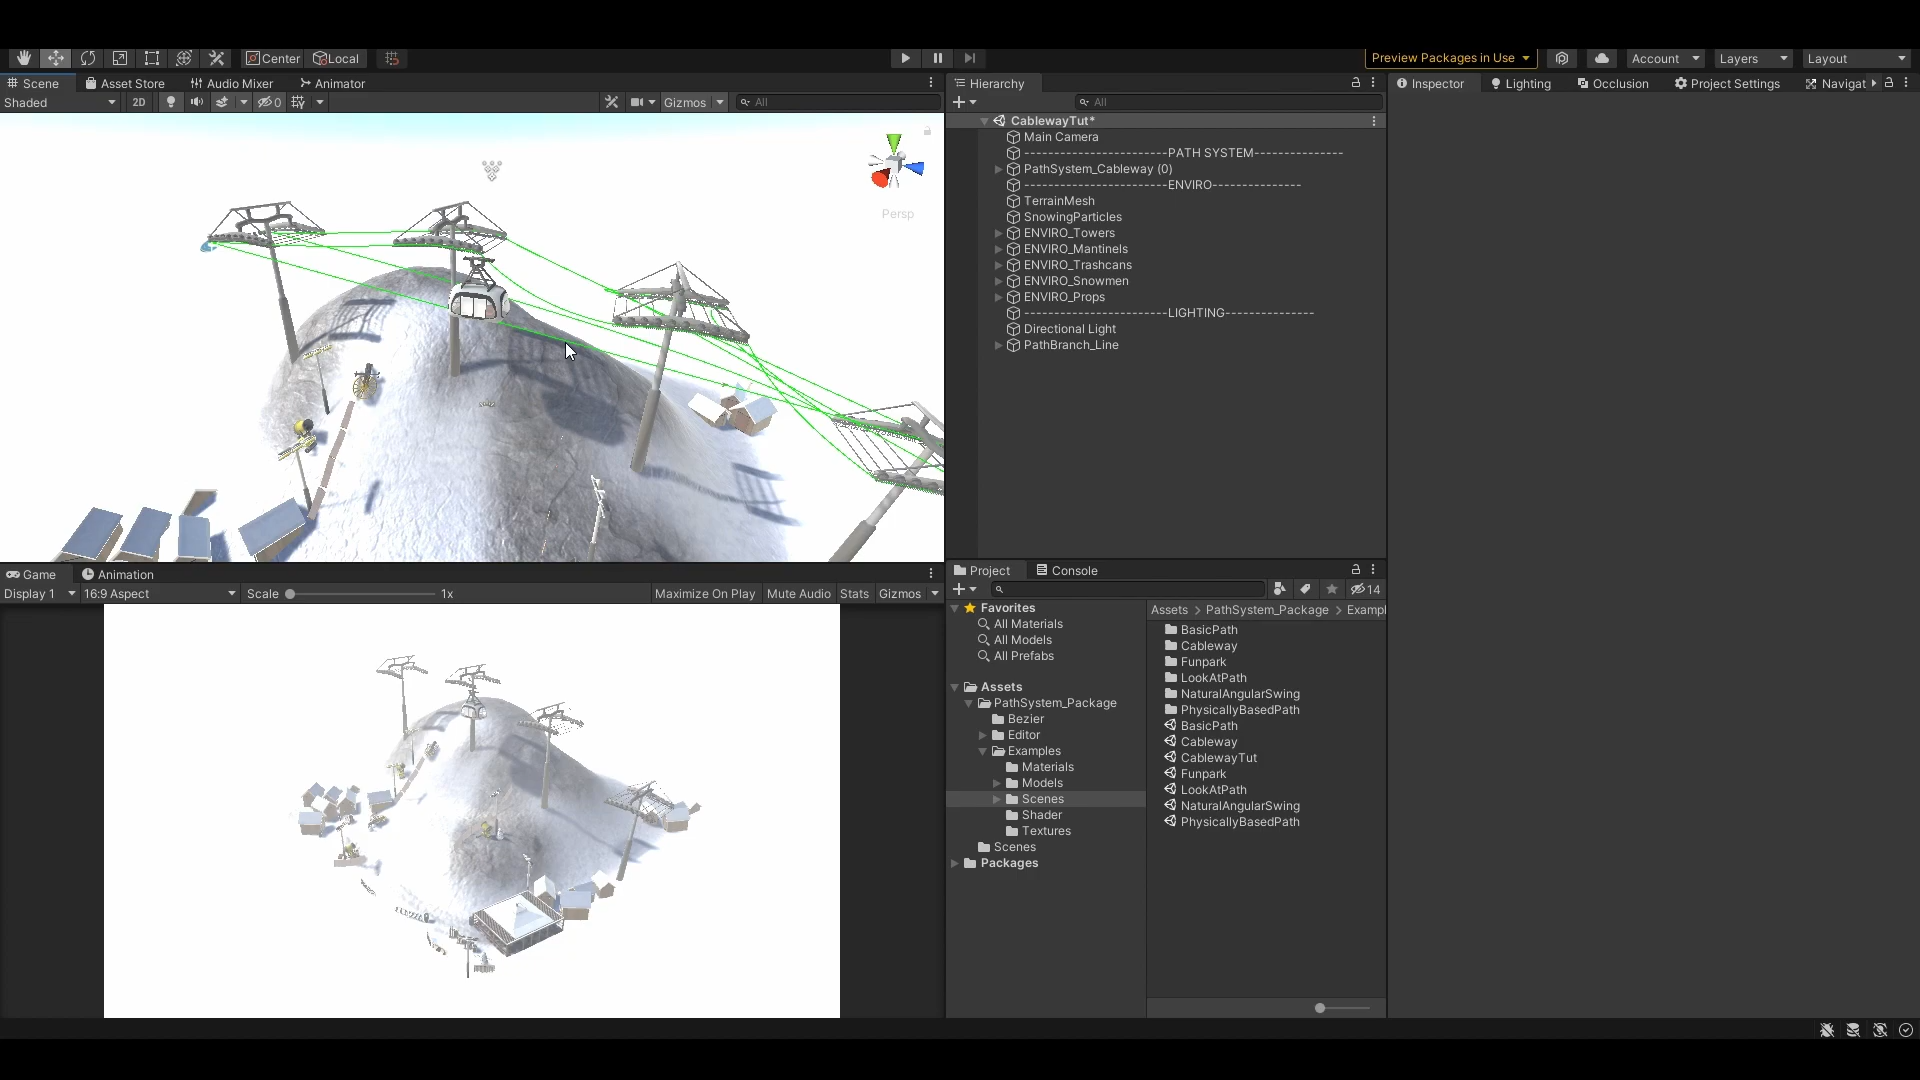 Center
Local
Preview Packages in Use
Account
Layers
Layout
Scene
Asset Store
Audio Mixer
Animator
Shaded
2D
0
Gizmos
All
Persp
Hierarchy
All
CablewayTut*
Main Camera
------------------------PATH SYSTEM---------------
PathSystem_Cableway (0)
------------------------ENVIRO---------------
TerrainMesh
SnowingParticles
ENVIRO_Towers
ENVIRO_Mantinels
ENVIRO_Trashcans
ENVIRO_Snowmen
ENVIRO_Props
------------------------LIGHTING---------------
Directional Light
PathBranch_Line
Inspector
Lighting
Occlusion
Project Settings
Navigat
Game
Animation
Display 1
16:9 Aspect
Scale
1x
Maximize On Play
Mute Audio
Stats
Gizmos
Project
Console
14
Favorites
All Materials
All Models
All Prefabs
Assets
PathSystem_Package
Bezier
Editor
Examples
Materials
Models
Scenes
Shader
Textures
Scenes
Packages
Assets > PathSystem_Package > Exampl
BasicPath
Cableway
Funpark
LookAtPath
NaturalAngularSwing
PhysicallyBasedPath
BasicPath
Cableway
CablewayTut
Funpark
LookAtPath
NaturalAngularSwing
PhysicallyBasedPath